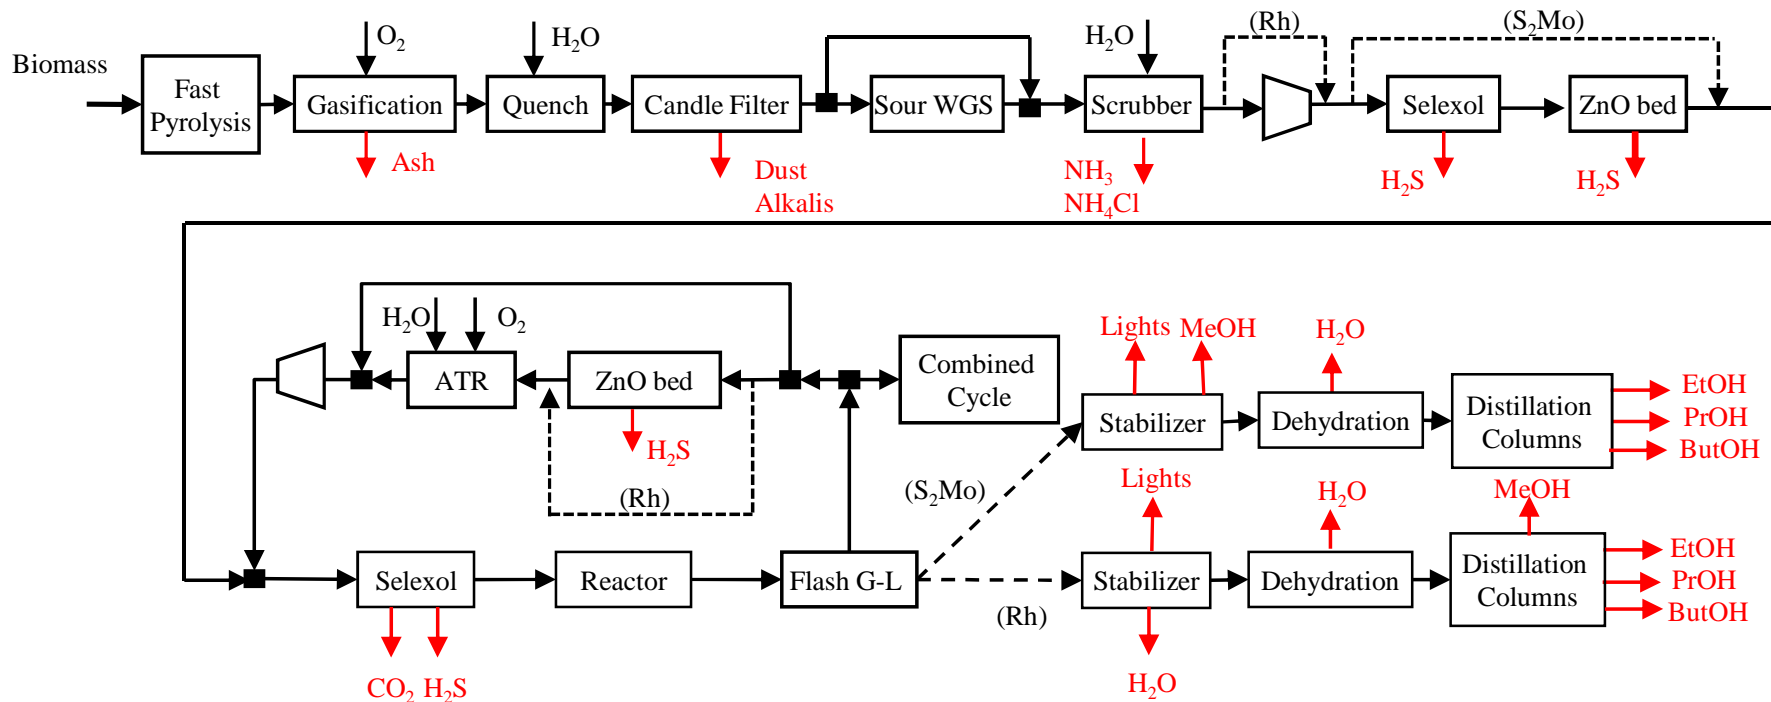 O₂
H₂O
H₂O
(Rh)
(S₂Mo)
Biomass
Fast
Pyrolysis
Gasification
Quench
Candle Filter
Sour WGS
Scrubber
Selexol
ZnO bed
Ash
Dust
Alkalis
NH₃
NH₄Cl
H₂S
H₂S
H₂O
O₂
ATR
ZnO bed
H₂S
(Rh)
Combined
Cycle
Lights
MeOH
H₂O
Stabilizer
Dehydration
Distillation
Columns
EtOH
PrOH
ButOH
(S₂Mo)
Selexol
Reactor
Flash G-L
CO₂
H₂S
(Rh)
Lights
H₂O
MeOH
Stabilizer
Dehydration
Distillation
Columns
EtOH
PrOH
ButOH
H₂O